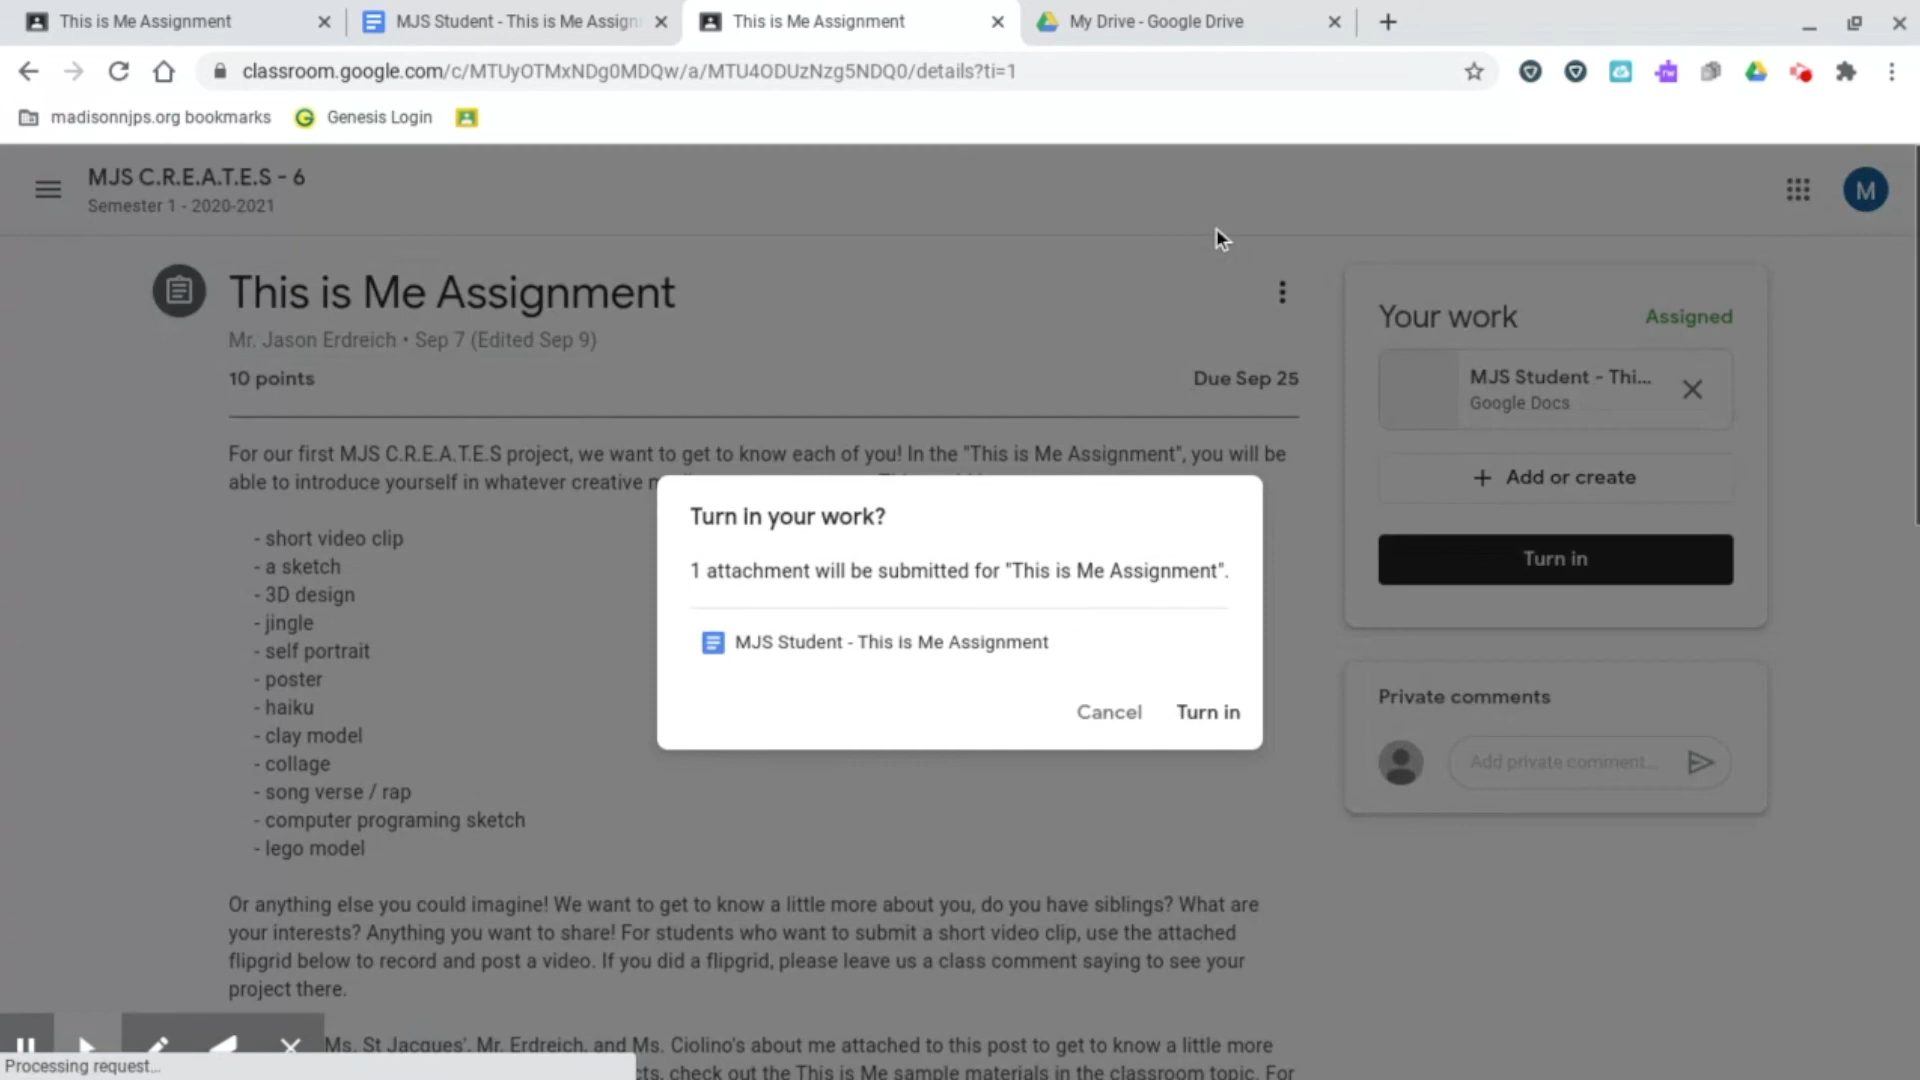 This is Me Assignment
MJS Student - This is Me Assign
This is Me Assignment
My Drive - Google Drive
classroom.google.com/c/MTUyOTMxNDg0MDQw/a/MTU4ODUzNzg5NDQ0/details?ti=1
madisonnjps.org bookmarks
Genesis Login
MJS C.R.E.A.T.E.S - 6
Semester 1 - 2020-2021
M
This is Me Assignment
Mr. Jason Erdreich • Sep 7 (Edited Sep 9)
10 points
Due Sep 25
For our first MJS C.R.E.A.T.E.S project, we want to get to know each of you! In the "This is Me Assignment", you will be
able to introduce yourself in whatever creative
- short video clip
- a sketch
- 3D design
- jingle
- self portrait
- poster
- haiku
- clay model
- collage
- song verse / rap
- computer programing sketch
- lego model
Or anything else you could imagine! We want to get to know a little more about you, do you have siblings? What are
your interests? Anything you want to share! For students who want to submit a short video clip, use the attached
flipgrid below to record and post a video. If you did a flipgrid, please leave us a class comment saying to see your
project there.
Ms. St Jacques', Mr. Erdreich, and Ms. Ciolino's about me attached to this post to get to know a little more
check out the This is Me sample materials in the classroom topic. For
Turn in your work?
1 attachment will be submitted for "This is Me Assignment".
MJS Student - This is Me Assignment
Cancel
Turn in
Your work
Assigned
MJS Student - Thi...
Google Docs
+ Add or create
Turn in
Private comments
Add private comment...
Processing request...